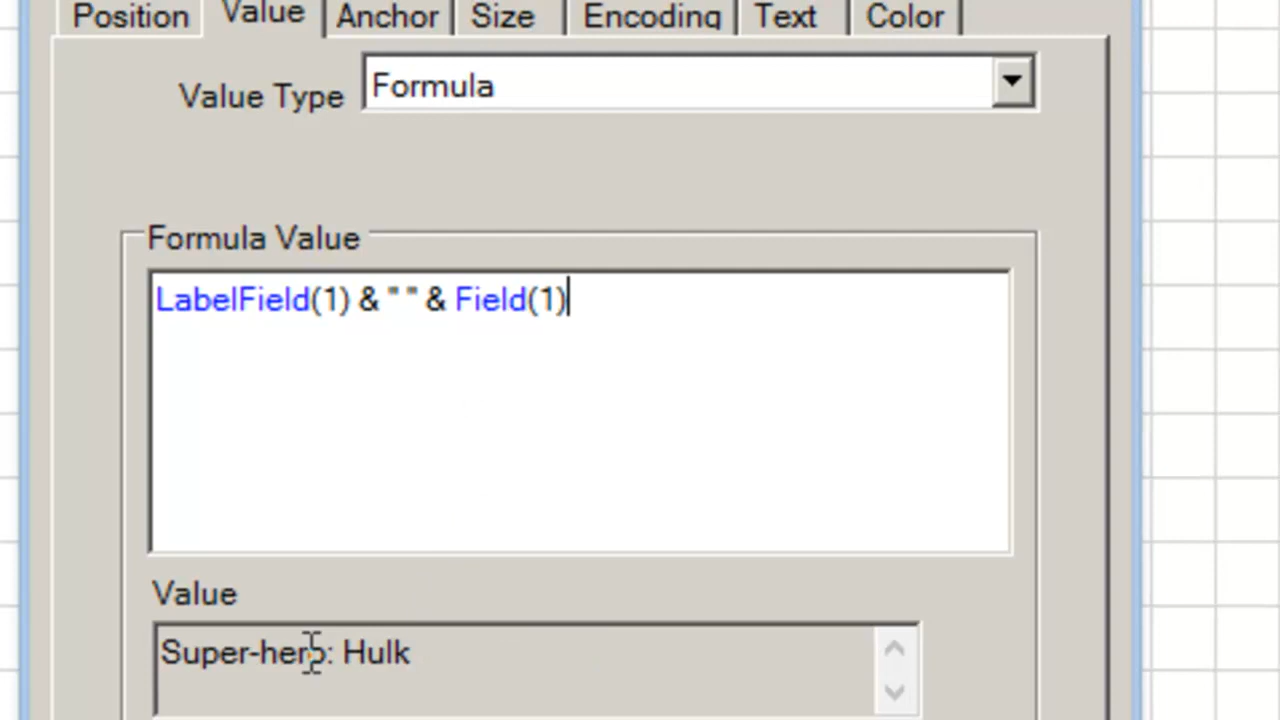 Position Value Anchor Size Encoding Text Color
Value Type Formula
Formula Value
LabelField(1) & " " & Field(1)
Value
Super-hero: Hulk